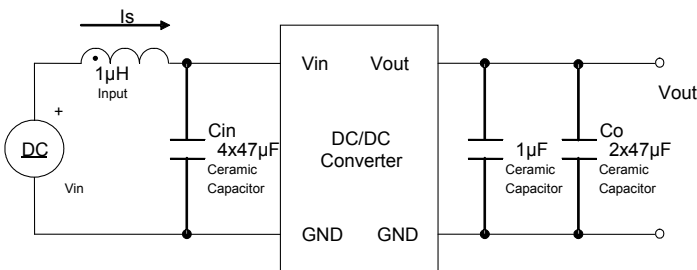 Is
1µH
Input
+
DC
Vin
Cin
4x47µF
Ceramic
Capacitor
Vin Vout
DC/DC
Converter
GND GND
1µF
Ceramic
Capacitor
Co
2x47µF
Ceramic
Capacitor
Vout